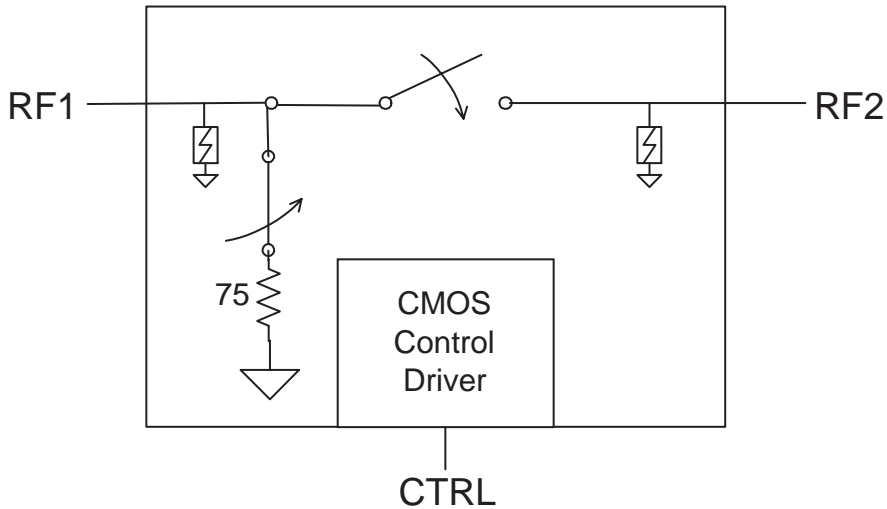 RF1
RF2
75
CMOS
Control
Driver
CTRL